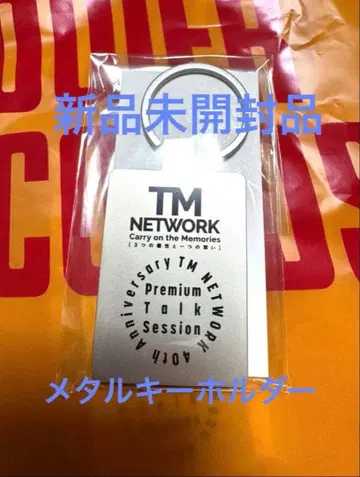 新品未開封品
TM
NETWORK
Carry on the Memories
[3つの個性と一つの想い]
40th Anniversary TM NETWORK
Premium
Talk
Session
メタルキーホルダー